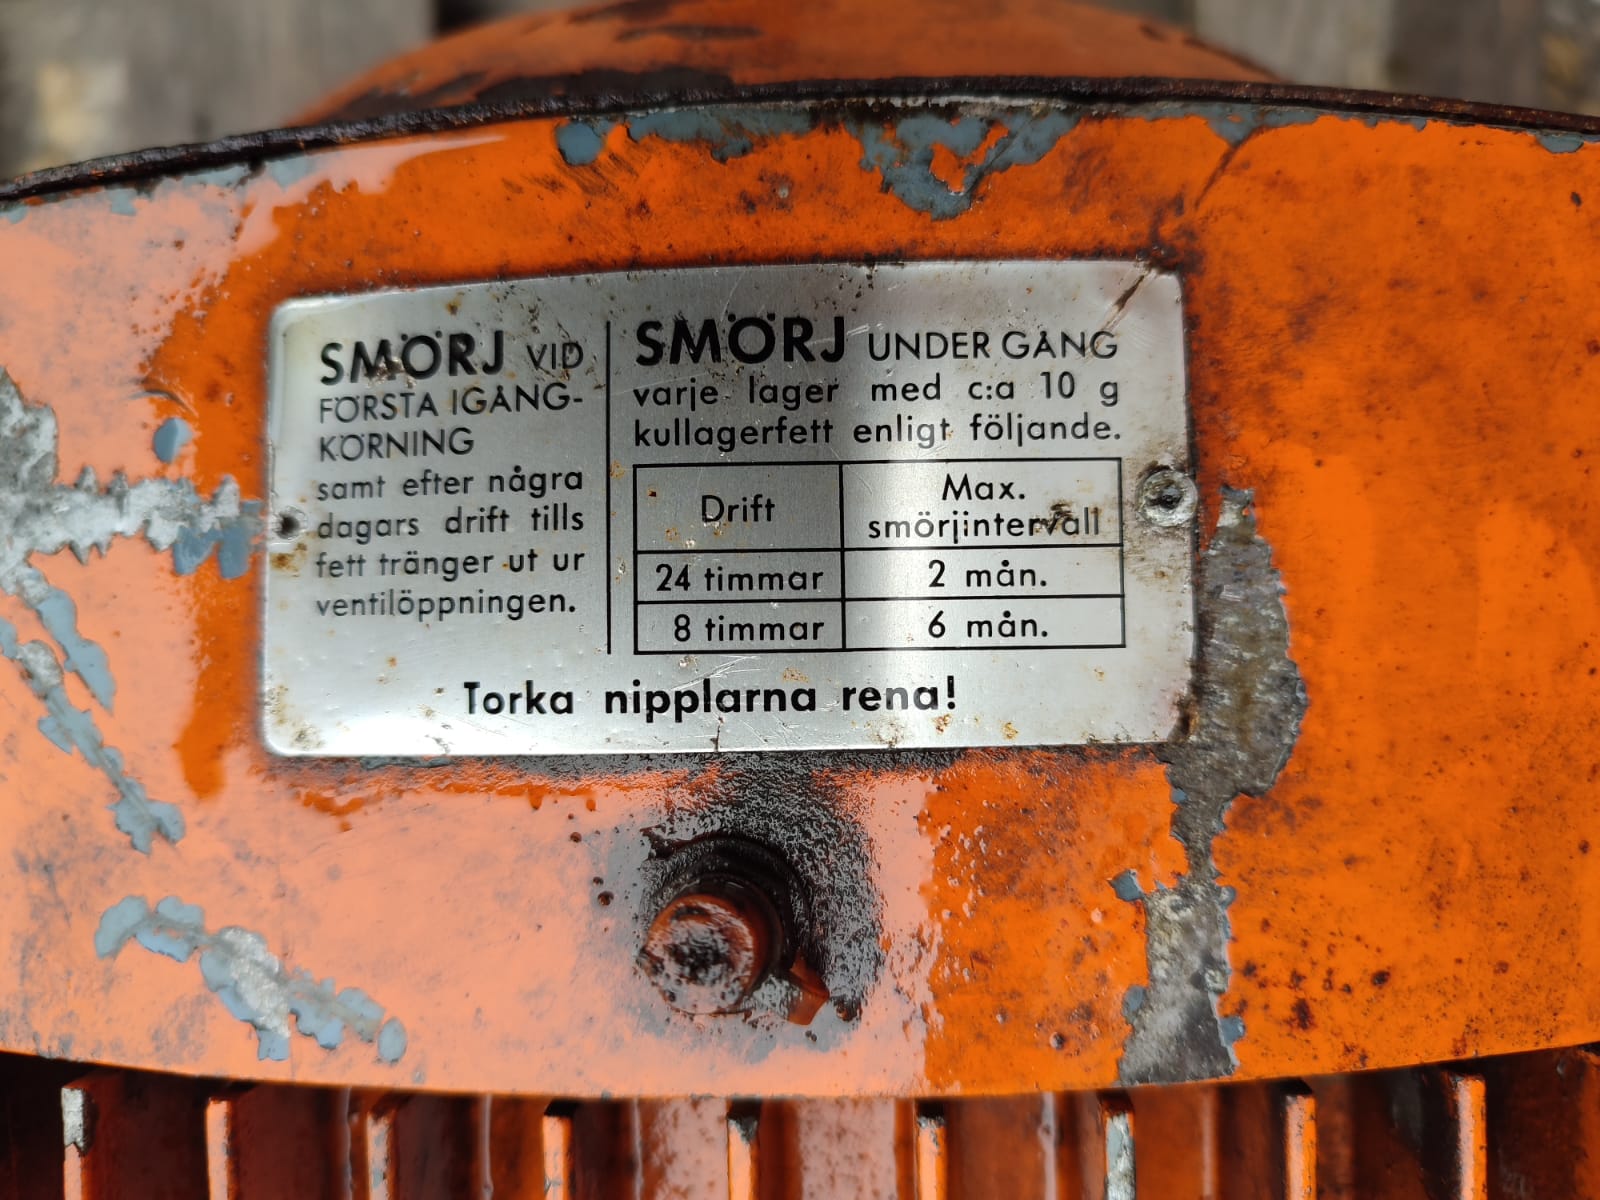 SMÖRJ VID
FÖRSTA IGÅNG-
KÖRNING
samt efter några
dagars drift tills
fett tränger ut ur
ventilöppningen.
SMÖRJ UNDER GÅNG
varje lager med c:a 10 g
kullagerfett enligt följande.
Drift
Max.
smörjintervall
24 timmar 2 mån.
8 timmar 6 mån.
Torka nipplarna rena!